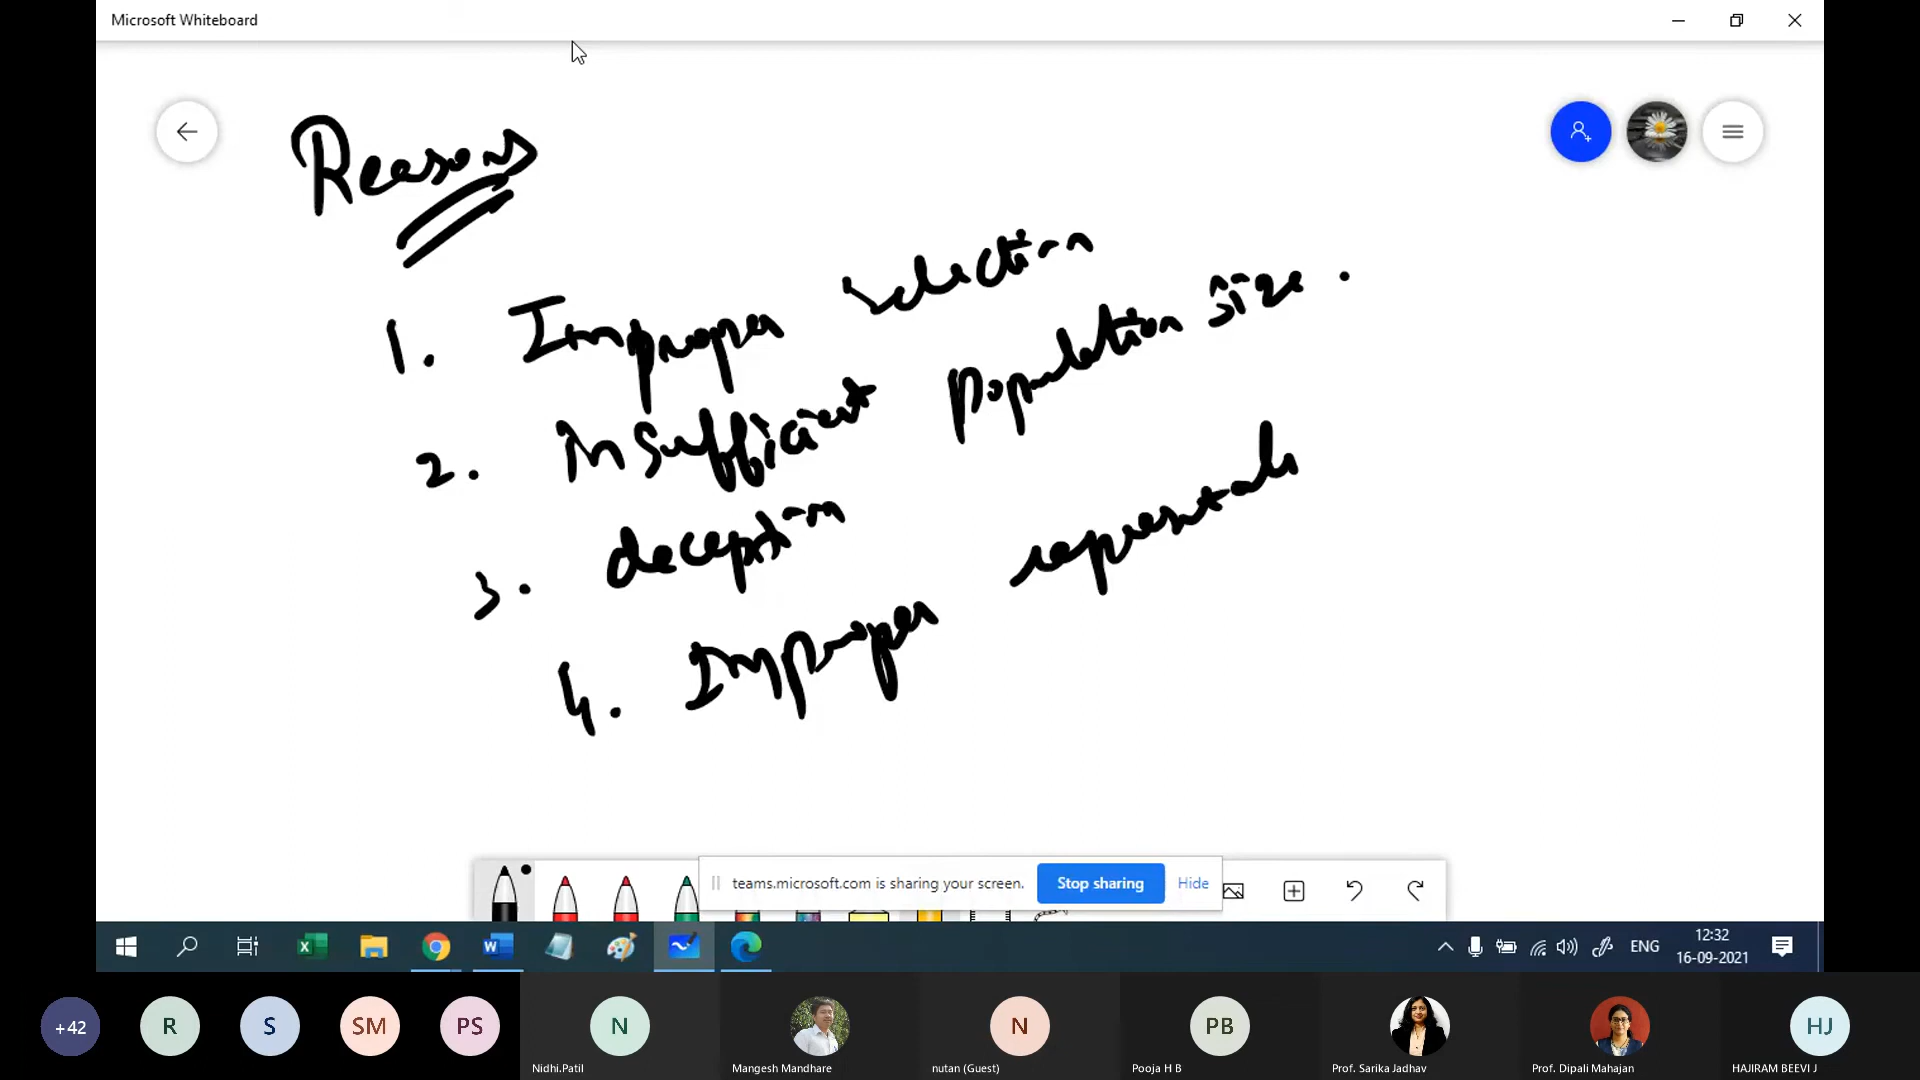 Microsoft Whiteboard
Reasons
1. Improper selection
2. insufficient population size.
3. deception
4. Improper
teams.microsoft.com is sharing your screen. Stop sharing Hide
ENG
12:32
16-09-2021
+42 R S SM PS N N PB HJ
Nidhi.Patil Mangesh Mandhare nutan (Guest) Pooja H B Prof. Sarika Jadhav Prof. Dipali Mahajan HAJIRAM BEEVI J